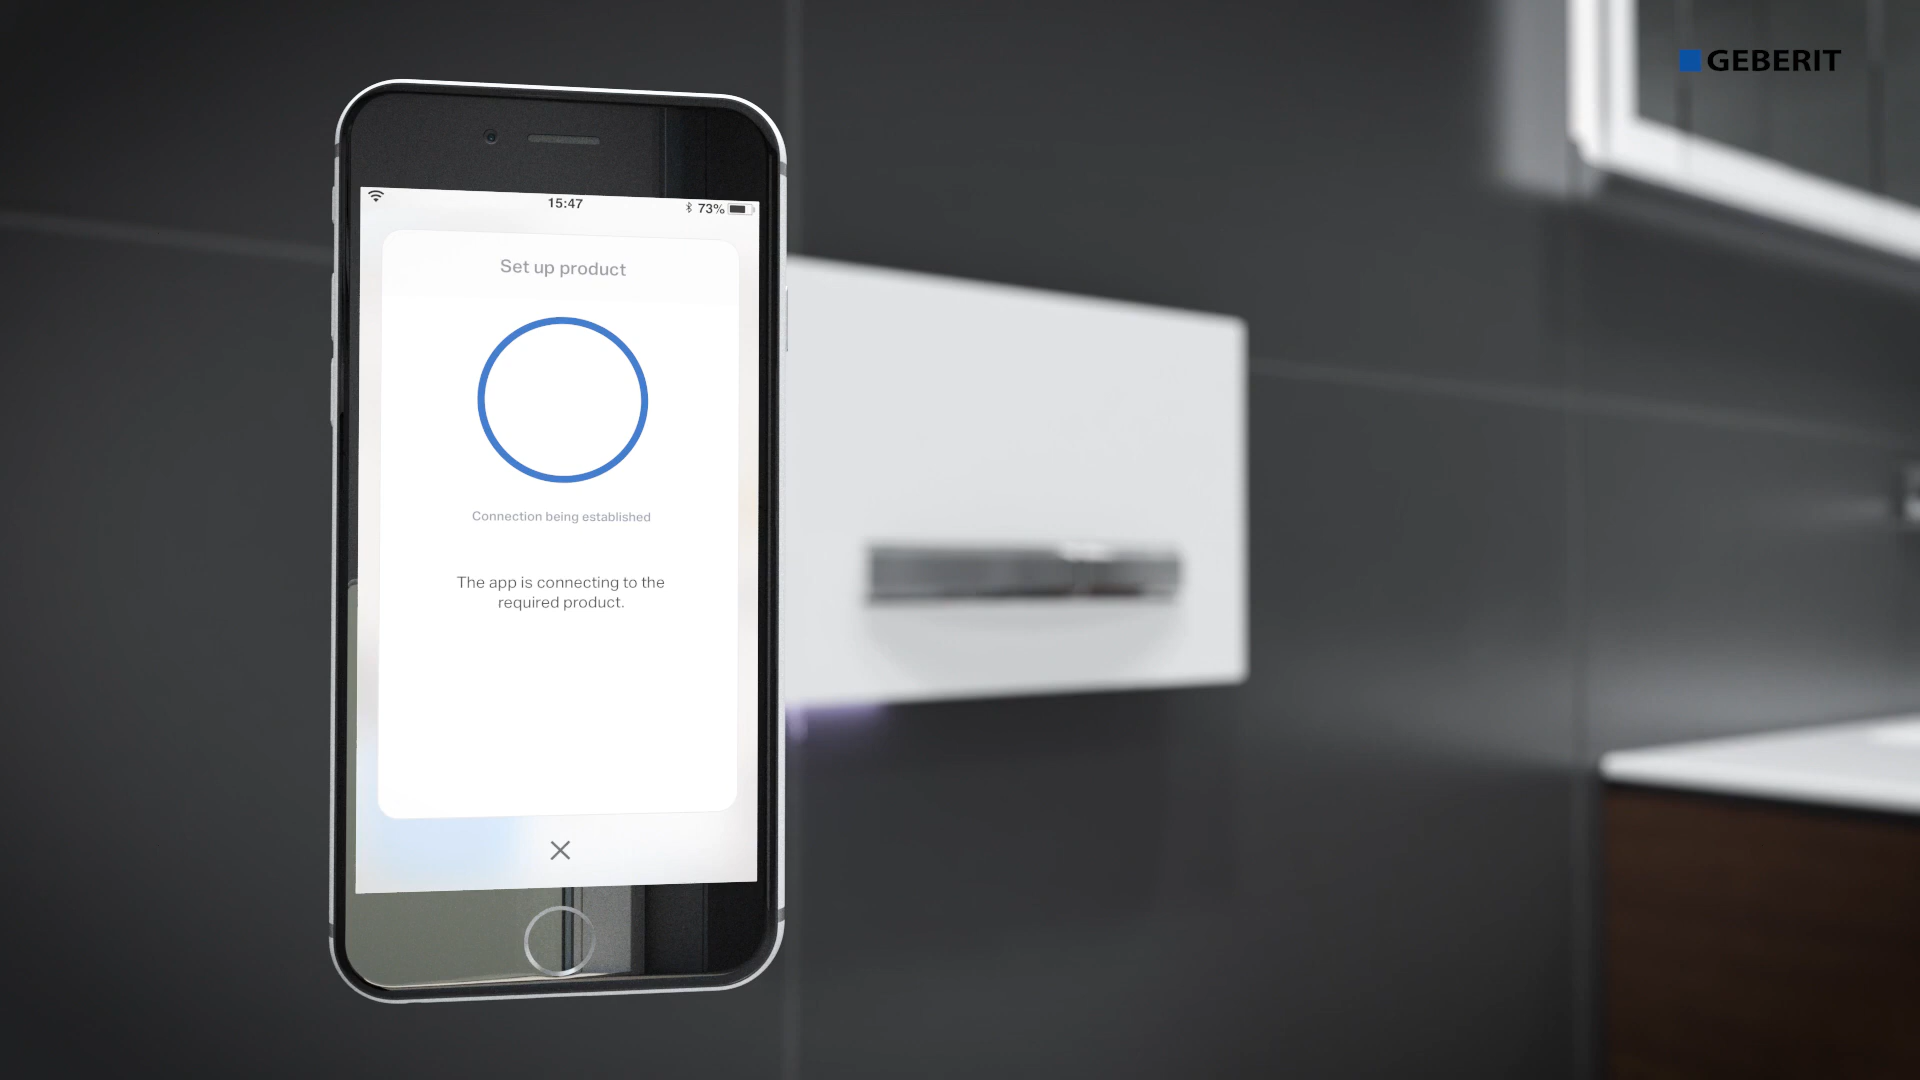 GEBERIT
15:47
73%
Set up product
Connection being established
The app is connecting to the
required product.